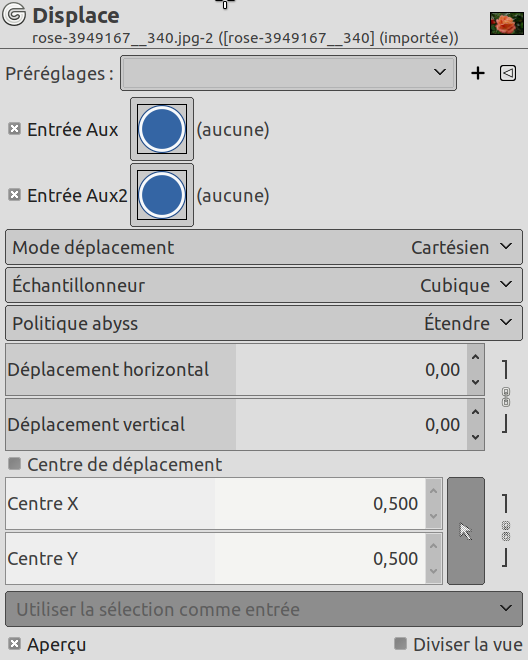 Displace
rose-3949167__340.jpg-2 ([rose-3949167__340] (importée))
Préréglages :
Entrée Aux (aucune)
Entrée Aux2 (aucune)
Mode déplacement Cartésien
Échantillonneur Cubique
Politique abyss Étendre
Déplacement horizontal 0,00
Déplacement vertical 0,00
Centre de déplacement
Centre X 0,500
Centre Y 0,500
Utiliser la sélection comme entrée
Aperçu Diviser la vue